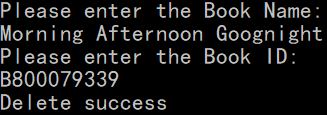 Please enter the Book Name:
Morning Afternoon Goognight
Please enter the Book ID:
B800079339
Delete success